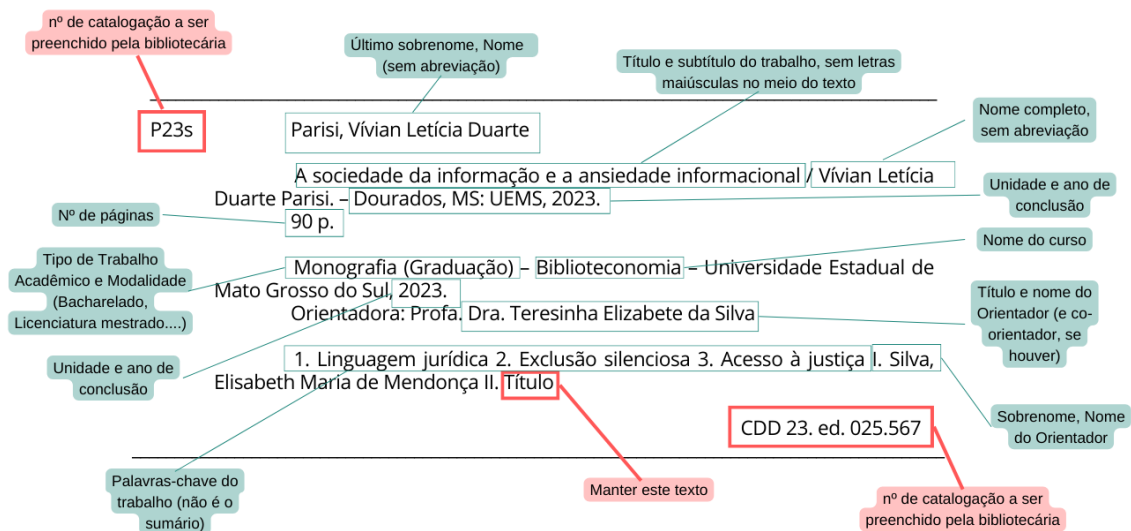 nº de catalogação a ser
preenchido pela bibliotecária
Último sobrenome, Nome
(sem abreviação)
Título e subtítulo do trabalho, sem letras
maiúsculas no meio do texto
Nome completo,
sem abreviação
P23s
Parisi, Vívian Letícia Duarte
A sociedade da informação e a ansiedade informacional / Vívian Letícia
Duarte Parisi. – Dourados, MS: UEMS, 2023.
90 p.
Unidade e ano de
conclusão
Nº de páginas
Nome do curso
Tipo de Trabalho
Acadêmico e Modalidade
(Bacharelado,
Licenciatura mestrado....)
Monografia (Graduação) – Biblioteconomia – Universidade Estadual de
Mato Grosso do Sul, 2023.
Orientadora: Profa. Dra. Teresinha Elizabete da Silva
Título e nome do
Orientador (e co-
orientador, se
houver)
Unidade e ano de
conclusão
1. Linguagem jurídica 2. Exclusão silenciosa 3. Acesso à justiça I. Silva,
Elisabeth Maria de Mendonça II. Título
Sobrenome, Nome
do Orientador
CDD 23. ed. 025.567
Palavras-chave do
trabalho (não é o
sumário)
Manter este texto
nº de catalogação a ser
preenchido pela bibliotecária